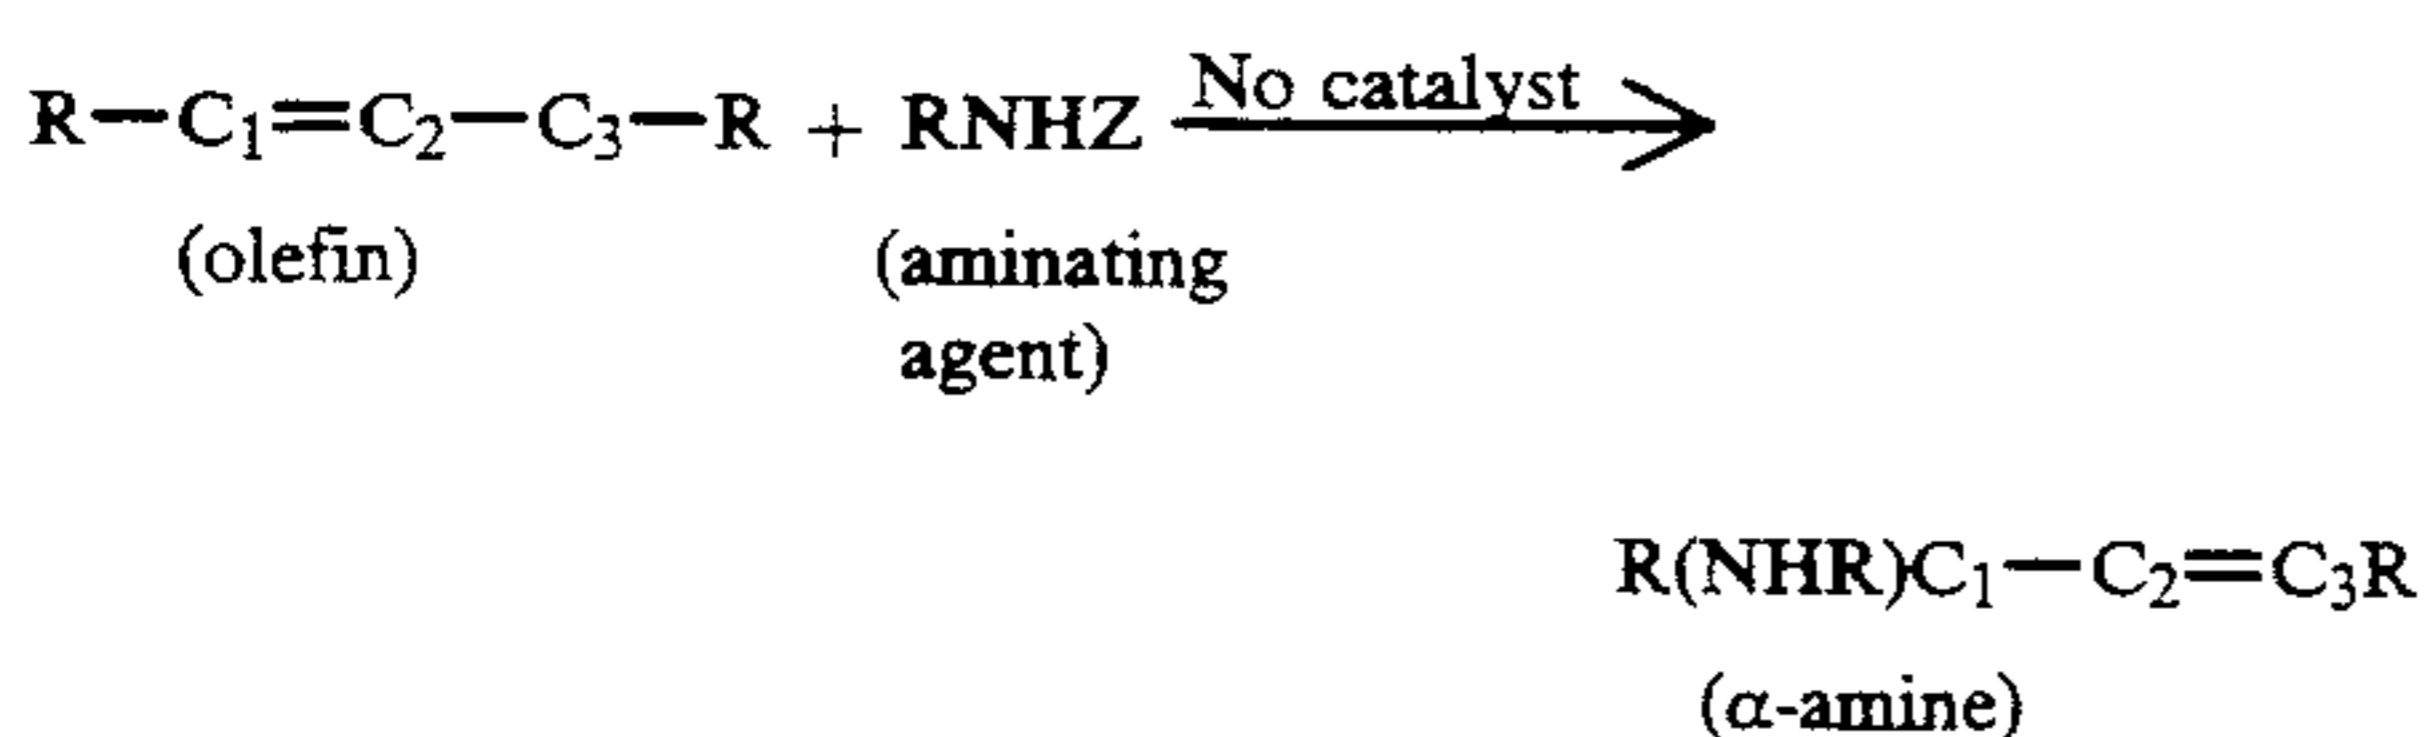 R—C₁=C₂—C₃—R + RNHZ No catalyst
(olefin) (aminating
agent)
R(NHR)C₁—C₂=C₃R
(α-amine)